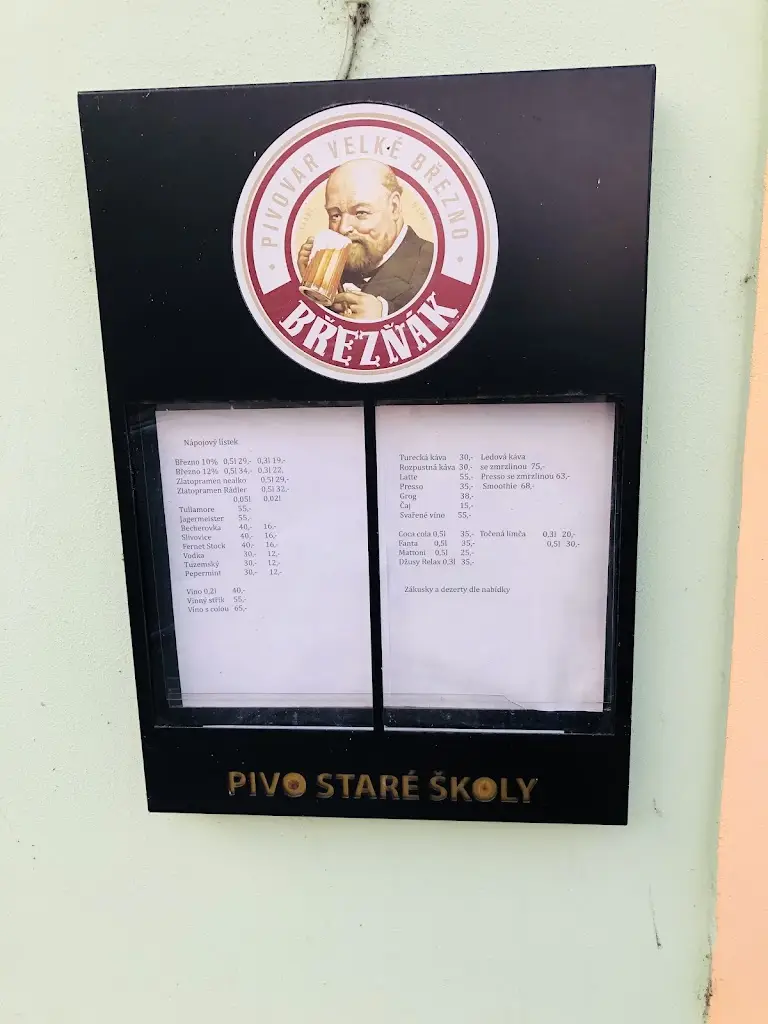 PIVOVAR VELKÉ BŘEZNO
BŘEZŇÁK
Nápojový lístek
Březno 10% 0,5l 29,- 0,3l 19,-
Březno 12% 0,5l 34,- 0,3l 22,
Zlatopramen nealko 0,5l 29,-
Zlatopramen Rádler 0,5l 32,-
0,05l 0,02l
Tullamore 55,-
Jagermeister 55,-
Becherovka 40,- 16,-
Slivovice 40,- 16,-
Fernet Stock 40,- 16,-
Vodka 30,- 12,-
Tuzemský 30,- 12,-
Pepermint 30,- 12,-
Víno 0,2l 40,-
Vinný střik 55,-
Víno s colou 65,-
Turecká káva 30,- Ledová káva
Rozpustná káva 30,- se zmrzlinou 75,-
Latte 55,- Presso se zmrzlinou 63,-
Presso 35,- Smoothie 68,-
Grog 38,-
Čaj 15,-
Svařené víno 55,-
Coca cola 0,5l 35,- Točená limča 0,3l 20,-
Fanta 0,5l 35,- 0,5l 30,-
Mattoni 0,5l 25,-
Džusy Relax 0,3l 35,-
Zákusky a dezerty dle nabídky
PIVO STARÉ ŠKOLY